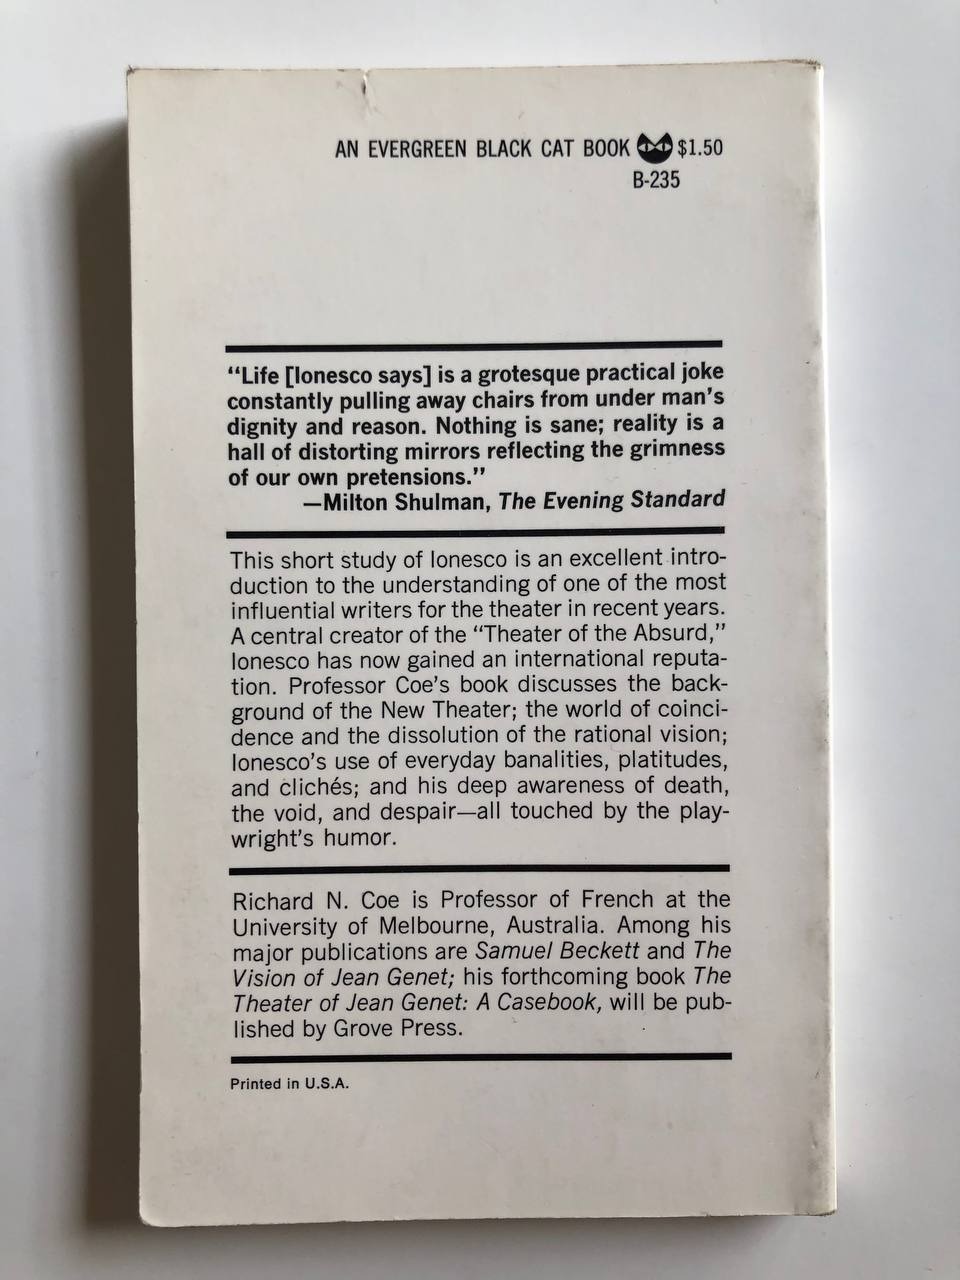 AN EVERGREEN BLACK CAT BOOK $1.50
B-235
“Life [Ionesco says] is a grotesque practical joke
constantly pulling away chairs from under man’s
dignity and reason. Nothing is sane; reality is a
hall of distorting mirrors reflecting the grimness
of our own pretensions.”
—Milton Shulman, The Evening Standard
This short study of Ionesco is an excellent intro-
duction to the understanding of one of the most
influential writers for the theater in recent years.
A central creator of the “Theater of the Absurd,”
Ionesco has now gained an international reputa-
tion. Professor Coe’s book discusses the back-
ground of the New Theater; the world of coinci-
dence and the dissolution of the rational vision;
Ionesco’s use of everyday banalities, platitudes,
and clichés; and his deep awareness of death,
the void, and despair—all touched by the play-
wright’s humor.
Richard N. Coe is Professor of French at the
University of Melbourne, Australia. Among his
major publications are Samuel Beckett and The
Vision of Jean Genet; his forthcoming book The
Theater of Jean Genet: A Casebook, will be pub-
lished by Grove Press.
Printed in U.S.A.